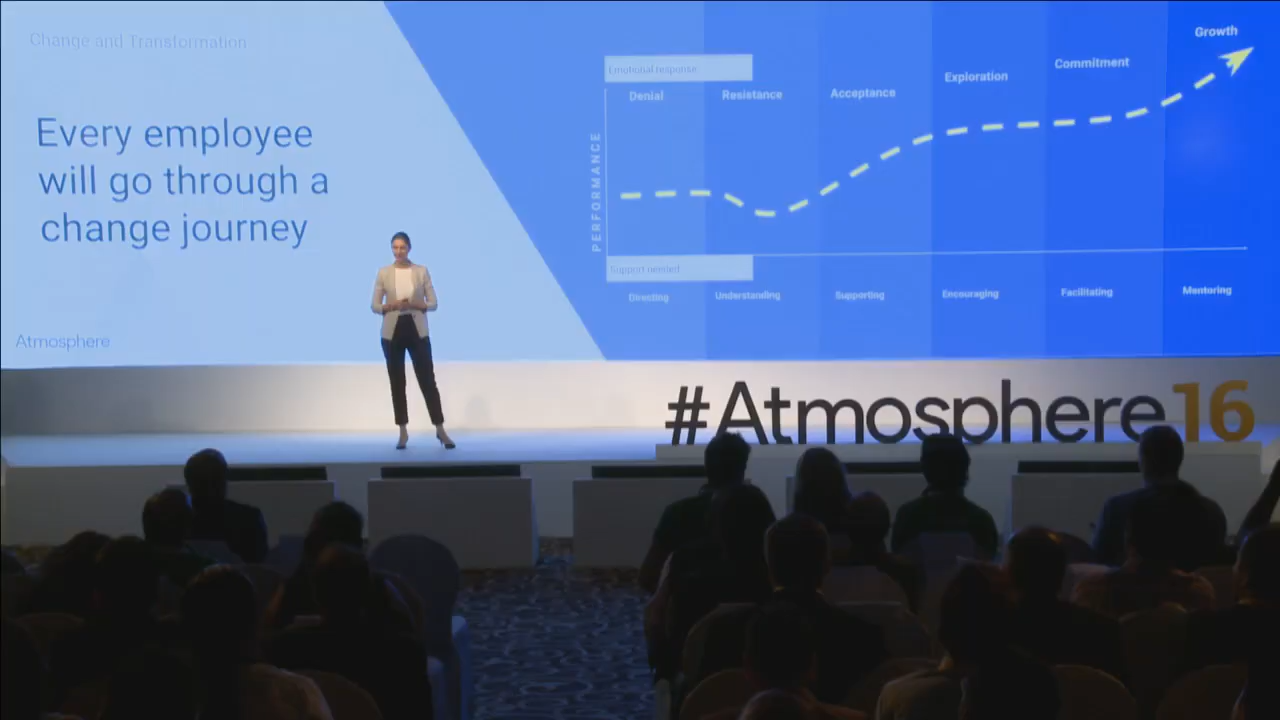 Change and Transformation
Every employee
will go through a
change journey
Atmosphere
Emotional response
Denial
Resistance
Acceptance
Exploration
Commitment
Growth
PERFORMANCE
Support needed
Directing
Understanding
Supporting
Encouraging
Facilitating
Mentoring
#Atmosphere16